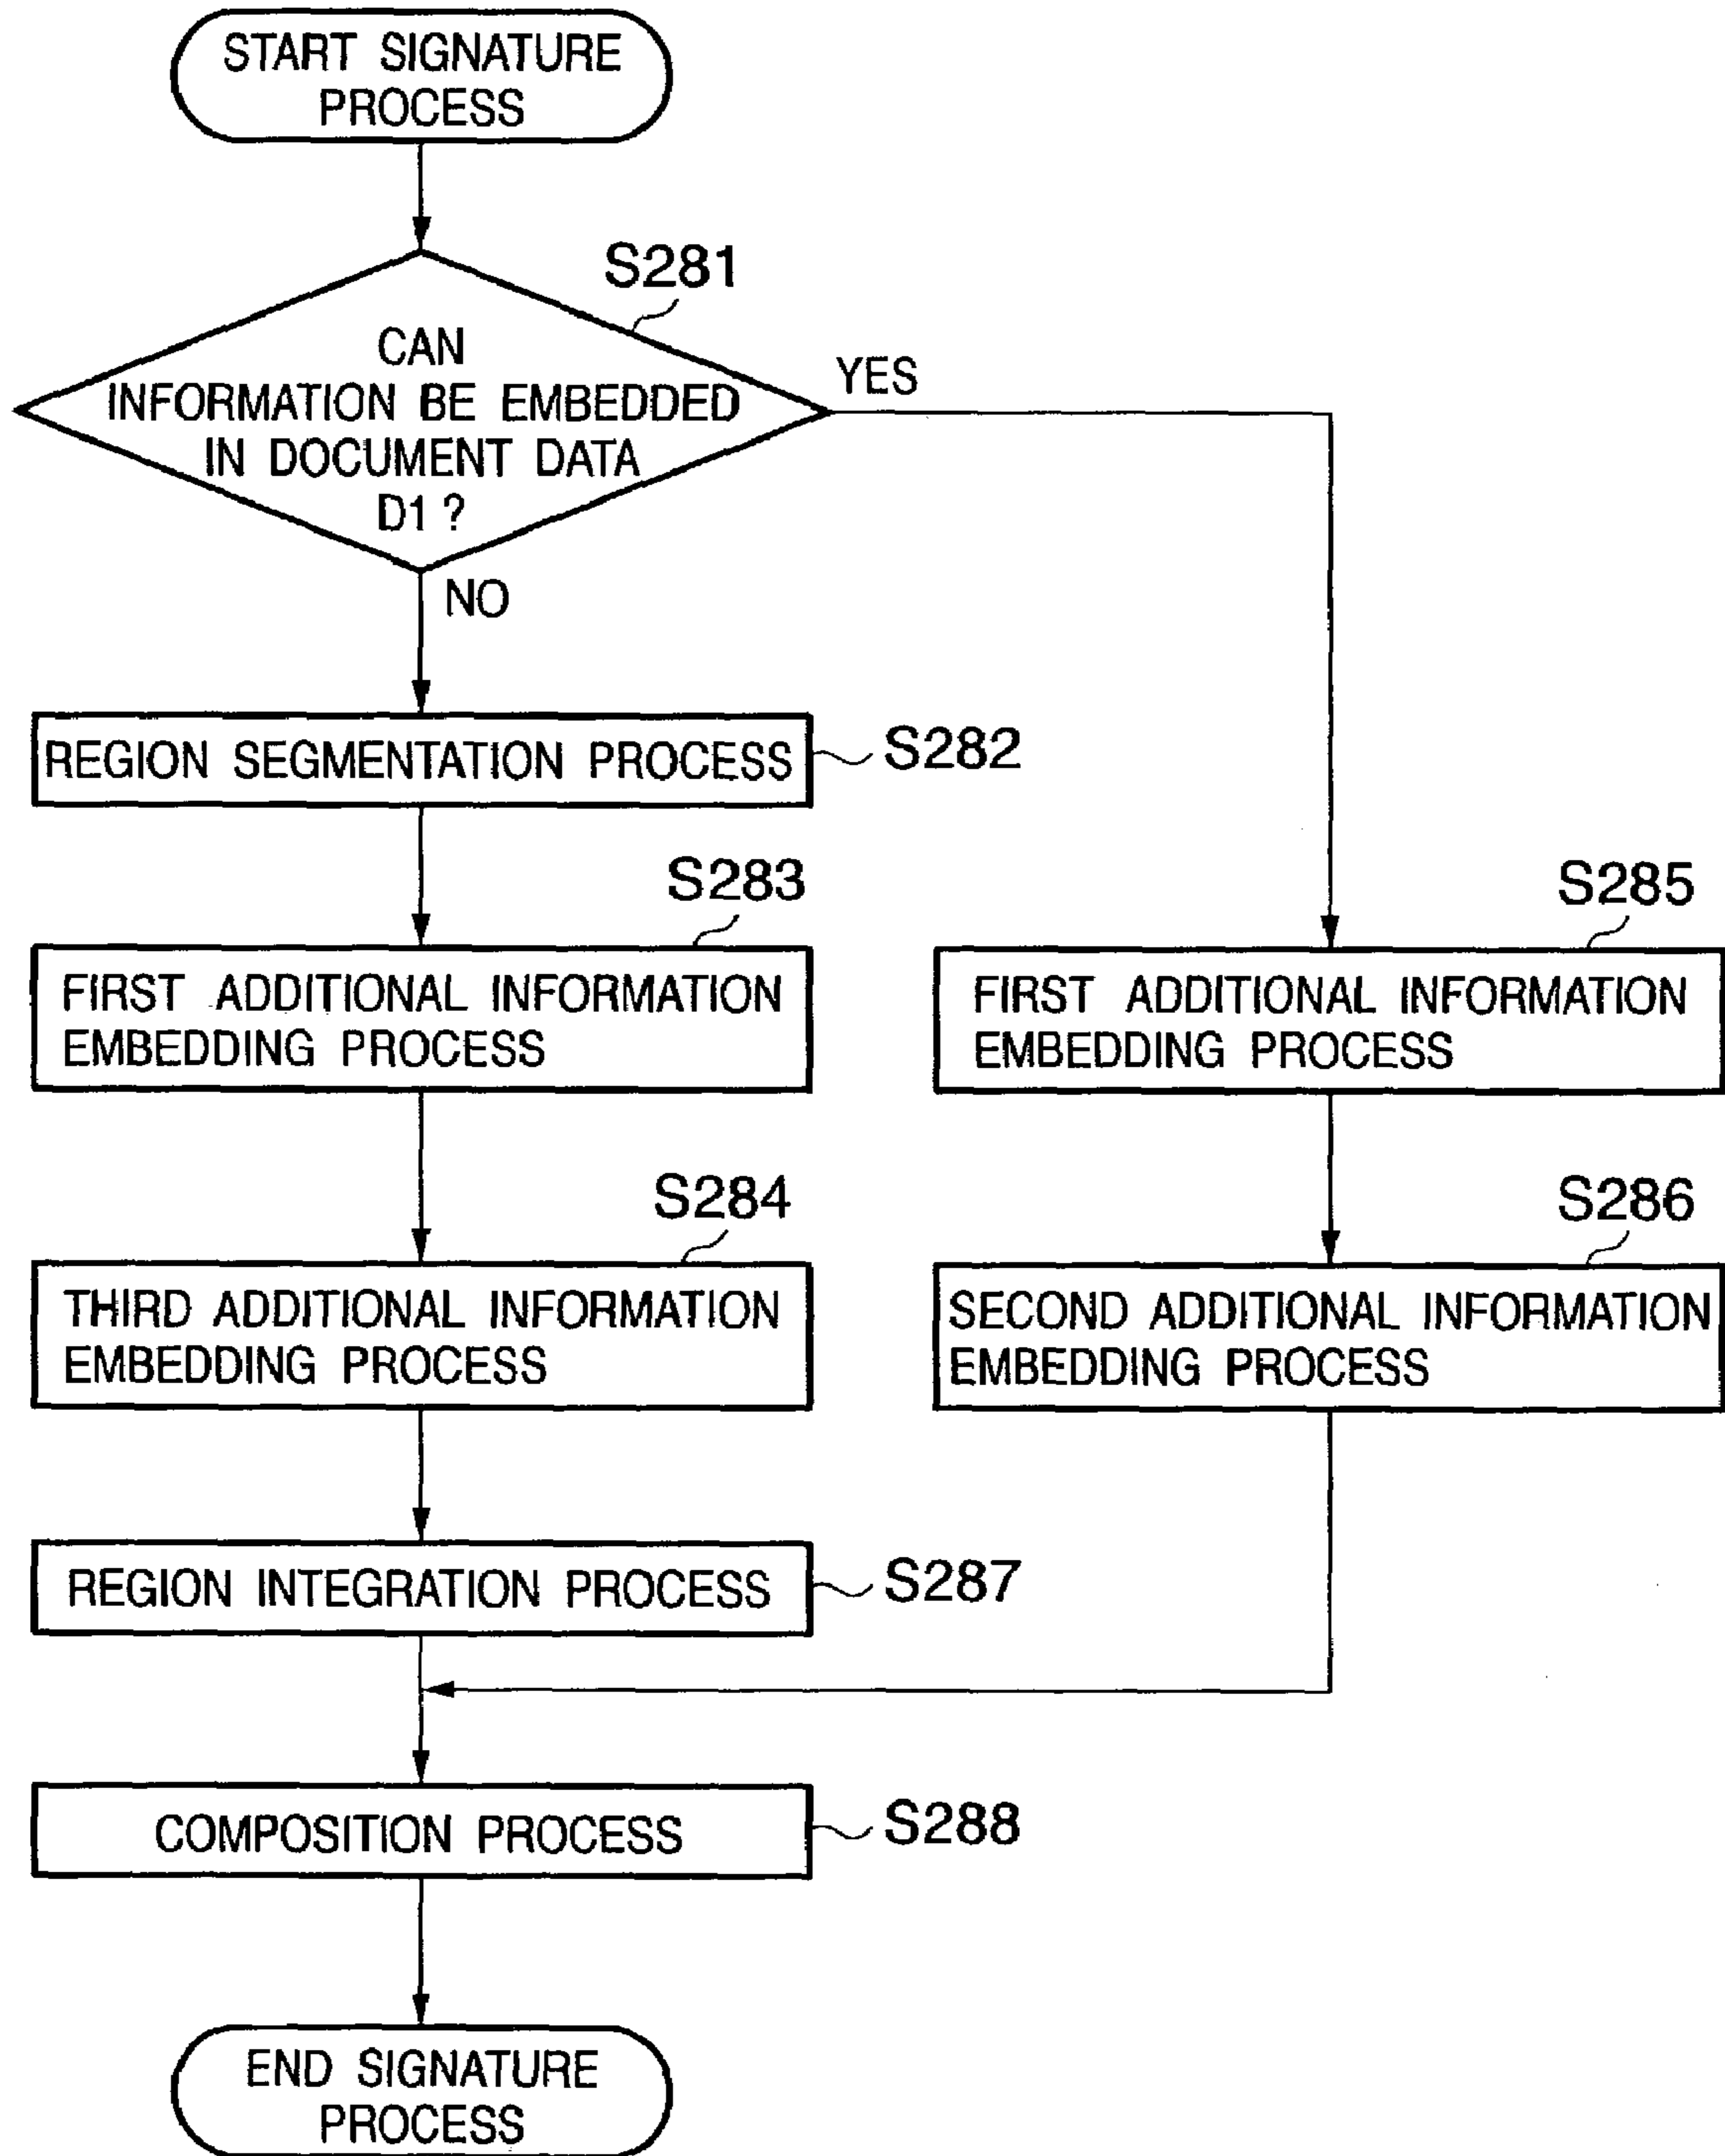 START SIGNATURE
PROCESS
S281
CAN
INFORMATION BE EMBEDDED
IN DOCUMENT DATA
D1 ?
YES
NO
REGION SEGMENTATION PROCESS
S282
S283
FIRST ADDITIONAL INFORMATION
EMBEDDING PROCESS
S285
FIRST ADDITIONAL INFORMATION
EMBEDDING PROCESS
S284
THIRD ADDITIONAL INFORMATION
EMBEDDING PROCESS
S286
SECOND ADDITIONAL INFORMATION
EMBEDDING PROCESS
REGION INTEGRATION PROCESS
S287
COMPOSITION PROCESS
S288
END SIGNATURE
PROCESS